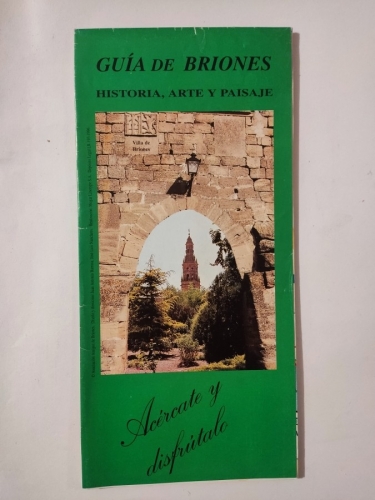 GUÍA DE BRIONES
HISTORIA, ARTE Y PAISAJE
Villa de
Briones
Acércate y
disfrútalo